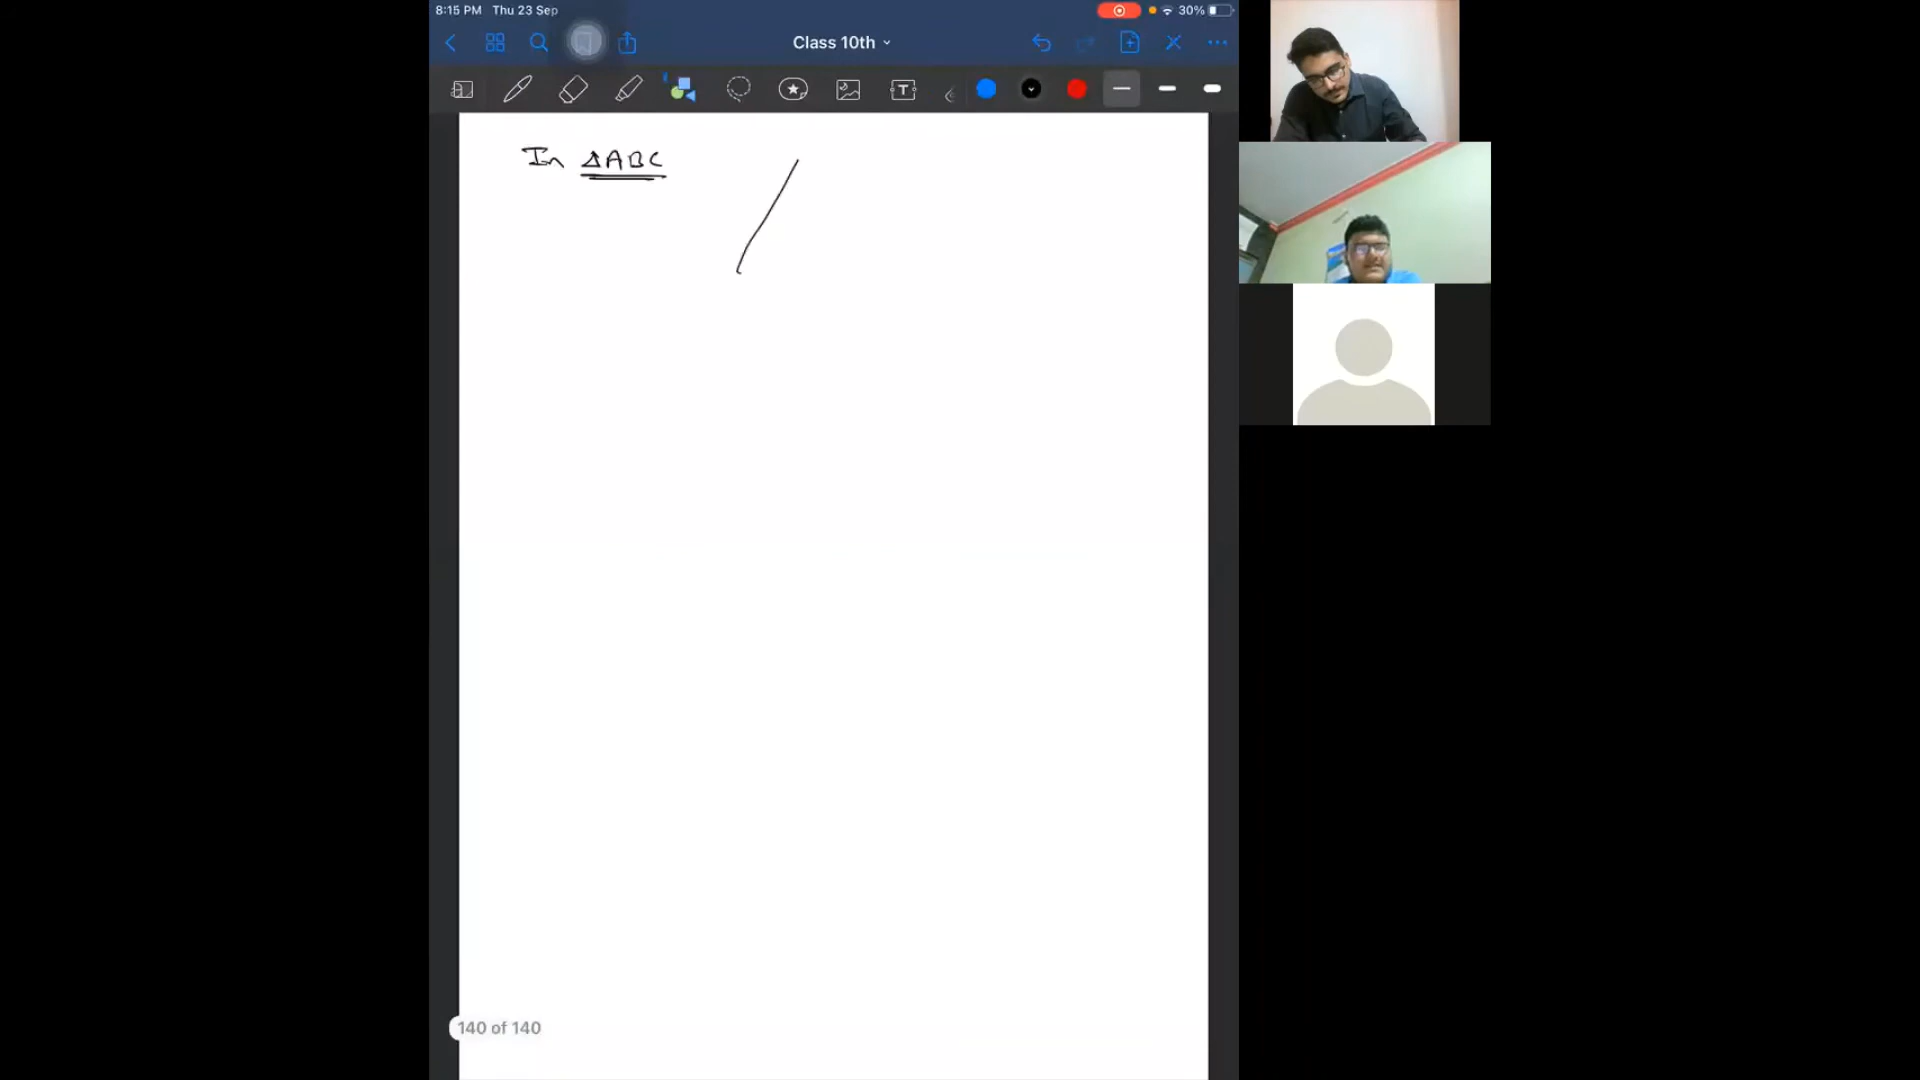 8:15 PM Thu 23 Sep
30%
Class 10th
T
In ΔABC
140 of 140